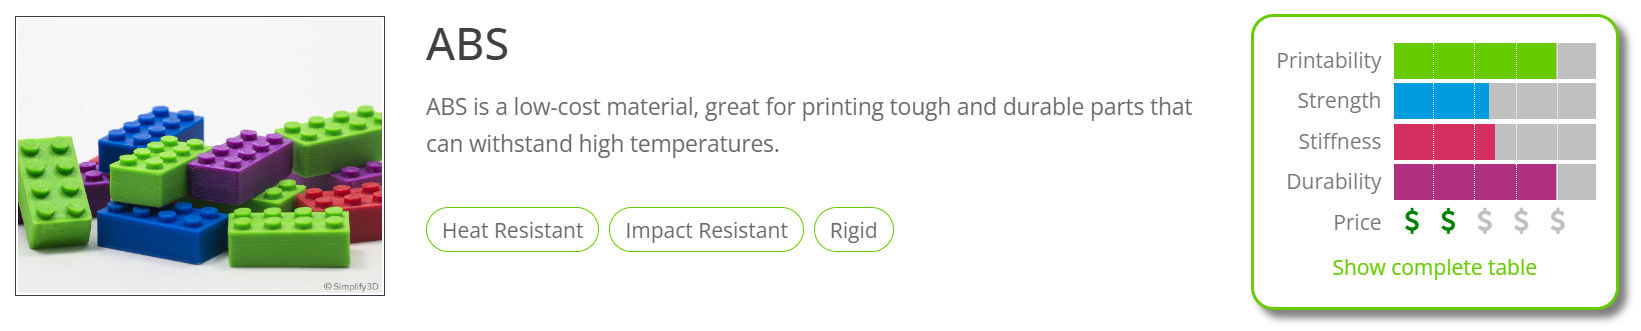 ABS
ABS is a low-cost material, great for printing tough and durable parts that
can withstand high temperatures.
Heat Resistant
Impact Resistant
Rigid
© Simplify3D
Printability
Strength
Stiffness
Durability
Price $ $ $ $ $
Show complete table